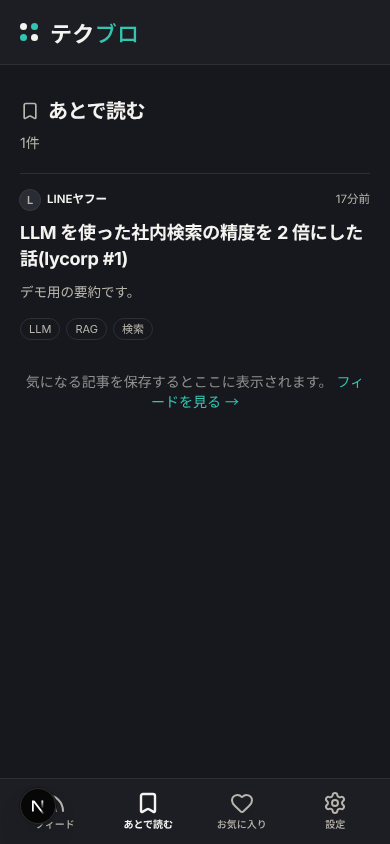 テクブロ
あとで読む
1件
L LINEヤフー 17分前
LLM を使った社内検索の精度を 2 倍にした
話(lycorp #1)
デモ用の要約です。
LLM RAG 検索
気になる記事を保存するとここに表示されます。 フィ
ードを見る →
N
フィード あとで読む お気に入り 設定